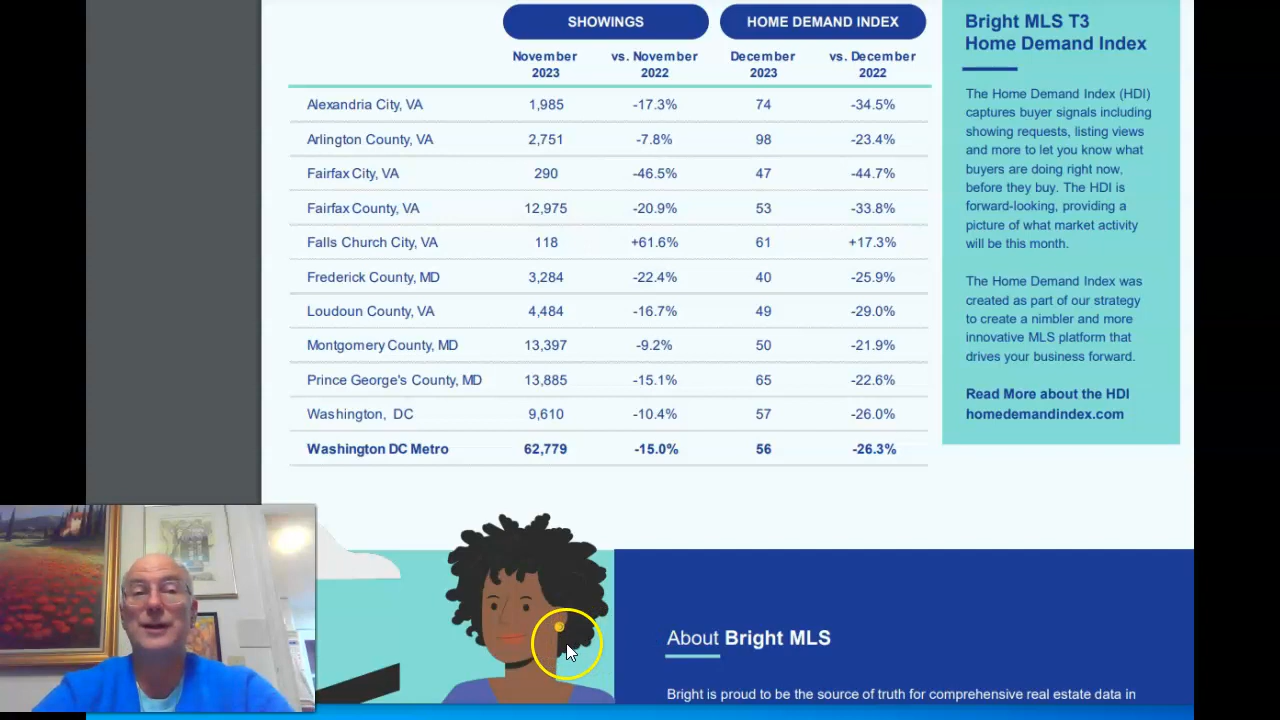 SHOWINGS HOME DEMAND INDEX
November vs. November December vs. December
2023 2022 2023 2022
Alexandria City, VA 1,985 -17.3% 74 -34.5%
Arlington County, VA 2,751 -7.8% 98 -23.4%
Fairfax City, VA 290 -46.5% 47 -44.7%
Fairfax County, VA 12,975 -20.9% 53 -33.8%
Falls Church City, VA 118 +61.6% 61 +17.3%
Frederick County, MD 3,284 -22.4% 40 -25.9%
Loudoun County, VA 4,484 -16.7% 49 -29.0%
Montgomery County, MD 13,397 -9.2% 50 -21.9%
Prince George's County, MD 13,885 -15.1% 65 -22.6%
Washington, DC 9,610 -10.4% 57 -26.0%
Washington DC Metro 62,779 -15.0% 56 -26.3%
Bright MLS T3
Home Demand Index
The Home Demand Index (HDI)
captures buyer signals including
showing requests, listing views
and more to let you know what
buyers are doing right now,
before they buy. The HDI is
forward-looking, providing a
picture of what market activity
will be this month.
The Home Demand Index was
created as part of our strategy
to create a nimbler and more
innovative MLS platform that
drives your business forward.
Read More about the HDI
homedemandindex.com
About Bright MLS
Bright is proud to be the source of truth for comprehensive real estate data in